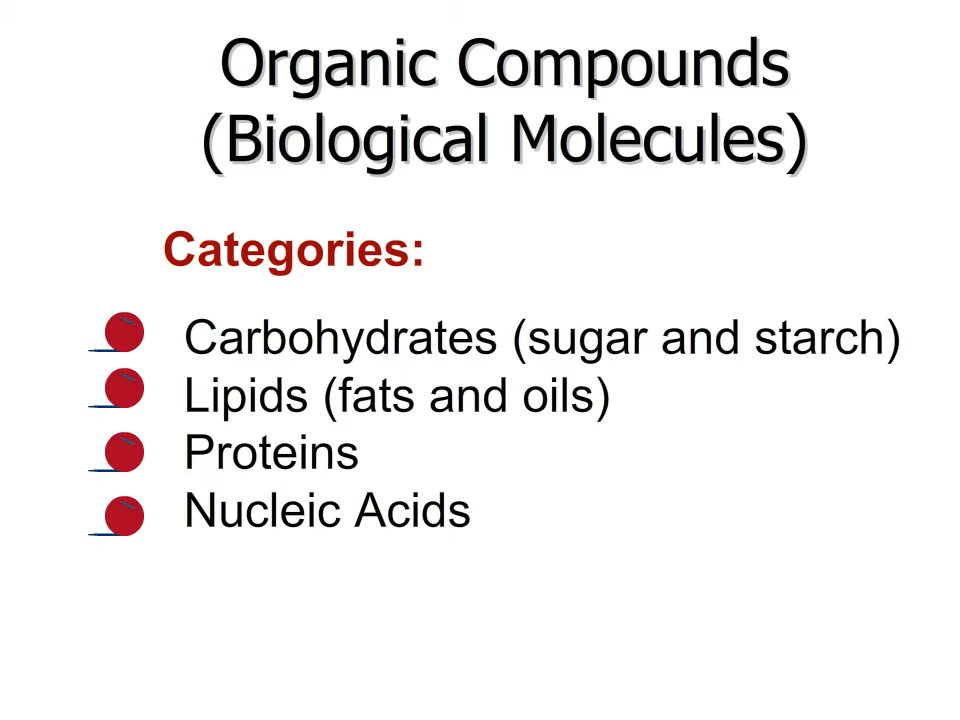 Organic Compounds
(Biological Molecules)
Categories:
Carbohydrates (sugar and starch)
Lipids (fats and oils)
Proteins
Nucleic Acids